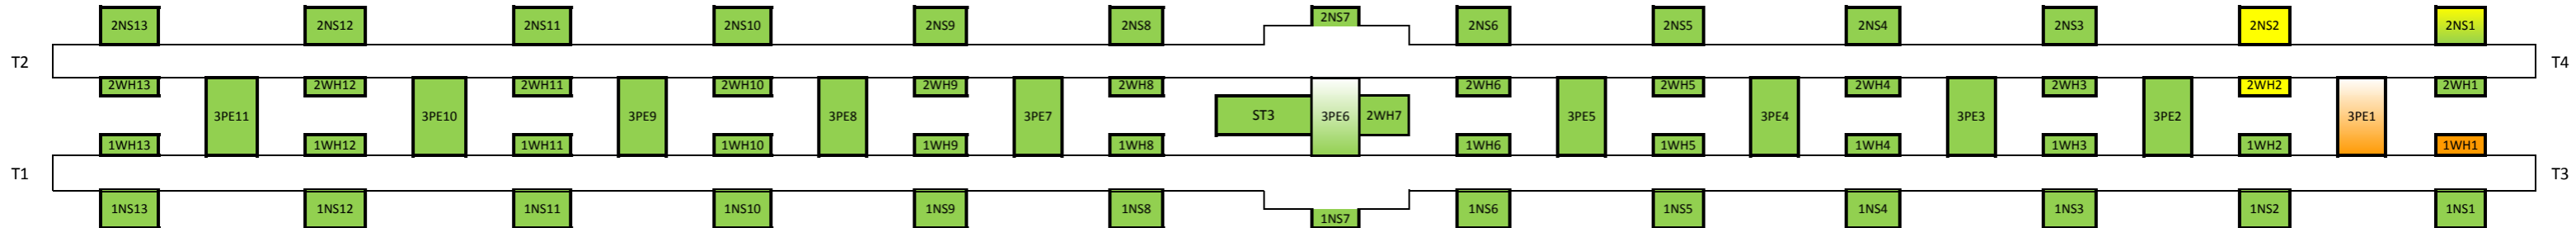 2NS13 2NS12 2NS11 2NS10 2NS9 2NS8 2NS7 2NS6 2NS5 2NS4 2NS3 2NS2 2NS1
T2 T4
2WH13 2WH12 2WH11 2WH10 2WH9 2WH8 2WH6 2WH5 2WH4 2WH3 2WH2 2WH1
3PE11 3PE10 3PE9 3PE8 3PE7 ST3 3PE6 2WH7 3PE5 3PE4 3PE3 3PE2 3PE1
1WH13 1WH12 1WH11 1WH10 1WH9 1WH8 1WH6 1WH5 1WH4 1WH3 1WH2 1WH1
T1 T3
1NS13 1NS12 1NS11 1NS10 1NS9 1NS8 1NS7 1NS6 1NS5 1NS4 1NS3 1NS2 1NS1